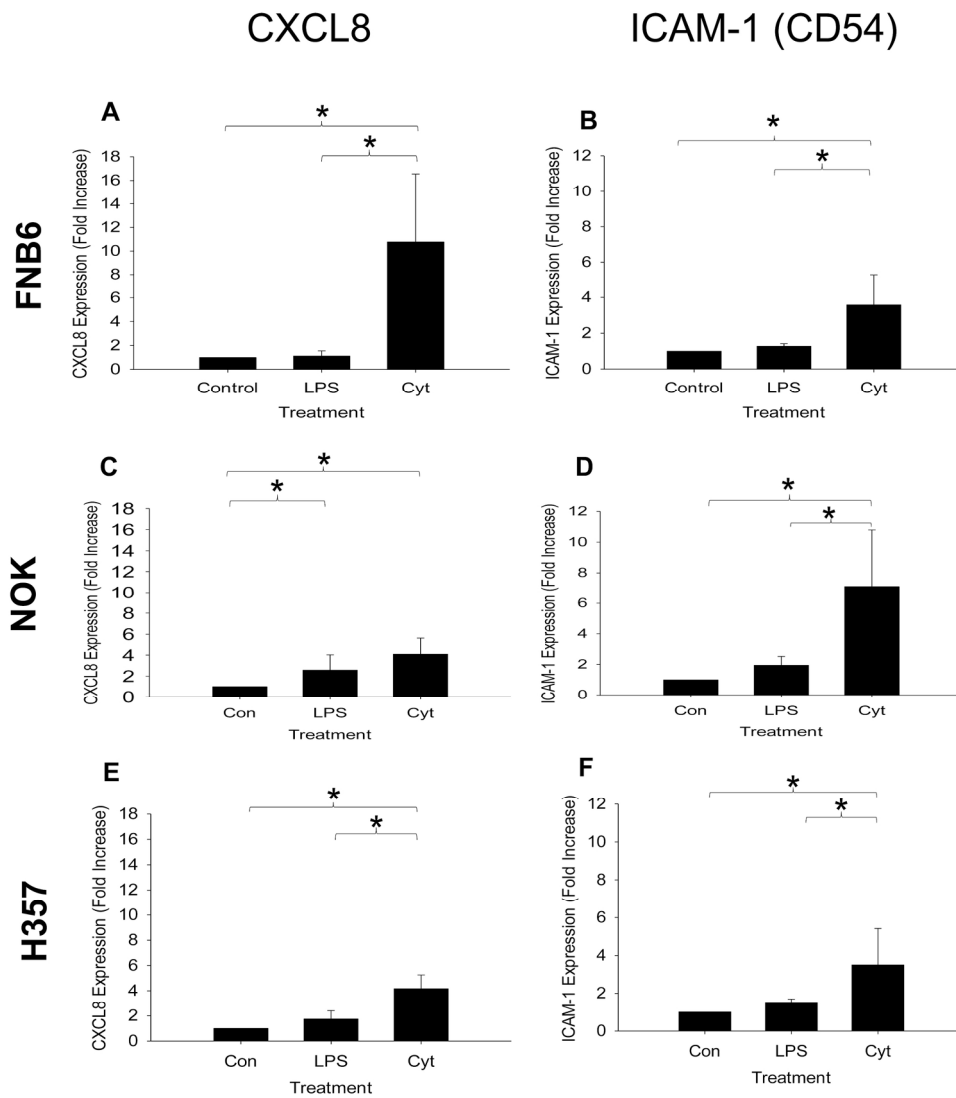 CXCL8
ICAM-1 (CD54)
FNB6
A
*
*
CXCL8 Expression (Fold Increase)
18
16
14
12
10
8
6
4
2
0
Control LPS Cyt
Treatment
B
*
*
ICAM-1 Expression (Fold Increase)
12
10
8
6
4
2
0
Control LPS Cyt
Treatment
NOK
C
*
*
CXCL8 Expression (Fold Increase)
18
16
14
12
10
8
6
4
2
0
Con LPS Cyt
Treatment
D
*
*
ICAM-1 Expression (Fold Increase)
12
10
8
6
4
2
0
Con LPS Cyt
Treatment
H357
E
*
*
CXCL8 Expression (Fold Increase)
18
16
14
12
10
8
6
4
2
0
Con LPS Cyt
Treatment
F
*
*
ICAM-1 Expression (Fold Increase)
12
10
8
6
4
2
0
Con LPS Cyt
Treatment